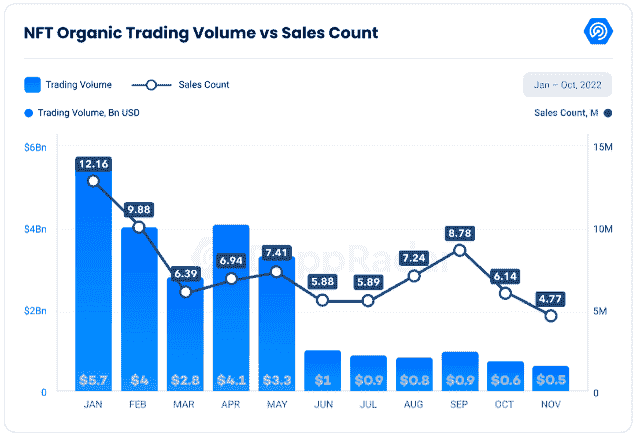 NFT Organic Trading Volume vs Sales Count
Trading Volume Sales Count Jan – Oct, 2022
Trading Volume, Bn USD Sales Count, M
$6Bn 15M
12.16
9.88
$4Bn 10M
8.78
7.41
7.24
6.94
6.39
6.14
5.88 5.89
4.77
$2Bn 5M
$5.7 $4 $2.8 $4.1 $3.3 $1 $0.9 $0.8 $0.9 $0.6 $0.5
0 0
JAN FEB MAR APR MAY JUN JUL AUG SEP OCT NOV